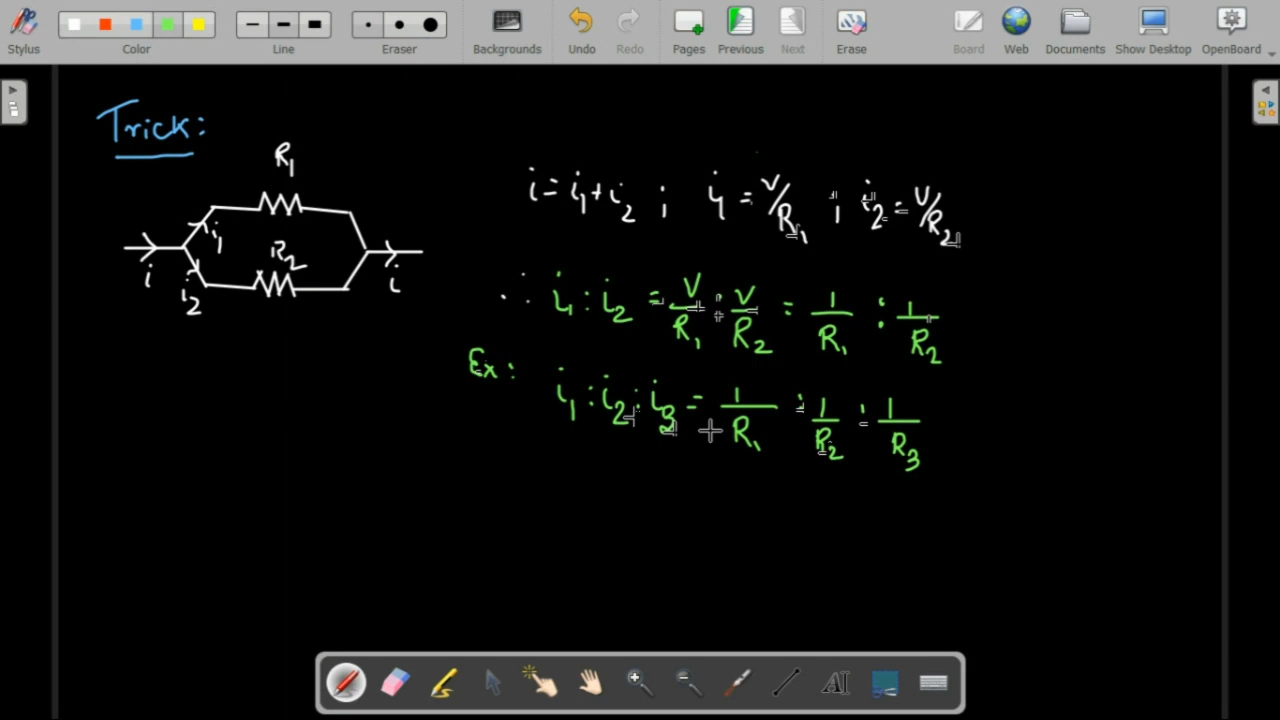 Stylus Color Line Eraser Backgrounds Undo Redo Pages Previous Next Erase Board Web Documents Show Desktop OpenBoard
Trick:
R₁
i₁
R₂
i
i₂
i
i = i₁ + i₂ ; i₁ = V/R₁ ; i₂ = V/R₂
∴ i₁ : i₂ = V/R₁ : V/R₂ = 1/R₁ : 1/R₂
Ex: i₁ : i₂ : i₃ = 1/R₁ : 1/R₂ : 1/R₃
AI